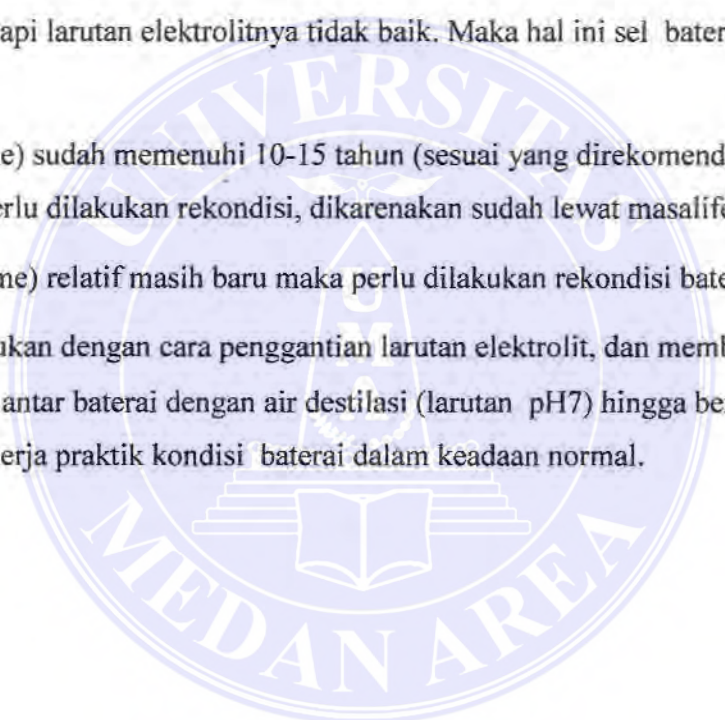 api larutan elektrolitnya tidak baik. Maka hal ini sel bater
e) sudah memenuhi 10-15 tahun (sesuai yang direkomend
erlu dilakukan rekondisi, dikarenakan sudah lewat masalife
me) relatif masih baru maka perlu dilakukan rekondisi bate
ukan dengan cara penggantian larutan elektrolit, dan memb
antar baterai dengan air destilasi (larutan pH7) hingga be
erja praktik kondisi baterai dalam keadaan normal.
UNIVERSITAS
UMA
MEDAN AREA